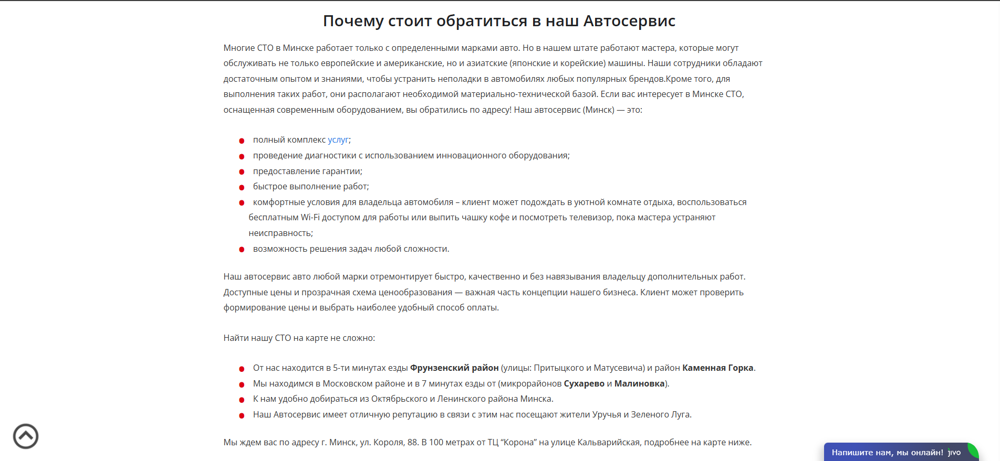 Почему стоит обратиться в наш Автосервис
Многие СТО в Минске работает только с определенными марками авто. Но в нашем штате работают мастера, которые могут
обслуживать не только европейские и американские, но и азиатские (японские и корейские) машины. Наши сотрудники обладают
достаточным опытом и знаниями, чтобы устранить неполадки в автомобилях любых популярных брендов.Кроме того, для
выполнения таких работ, они располагают необходимой материально-технической базой. Если вас интересует в Минске СТО,
оснащенная современным оборудованием, вы обратились по адресу! Наш автосервис (Минск) — это:
полный комплекс услуг;
проведение диагностики с использованием инновационного оборудования;
предоставление гарантии;
быстрое выполнение работ;
комфортные условия для владельца автомобиля – клиент может подождать в уютной комнате отдыха, воспользоваться
бесплатным Wi-Fi доступом для работы или выпить чашку кофе и посмотреть телевизор, пока мастера устраняют
неисправность;
возможность решения задач любой сложности.
Наш автосервис авто любой марки отремонтирует быстро, качественно и без навязывания владельцу дополнительных работ.
Доступные цены и прозрачная схема ценообразования — важная часть концепции нашего бизнеса. Клиент может проверить
формирование цены и выбрать наиболее удобный способ оплаты.
Найти нашу СТО на карте не сложно:
От нас находится в 5-ти минутах езды Фрунзенский район (улицы: Притыцкого и Матусевича) и район Каменная Горка.
Мы находимся в Московском районе и в 7 минутах езды от (микрорайонов Сухарево и Малиновка).
К нам удобно добираться из Октябрьского и Ленинского района Минска.
Наш Автосервис имеет отличную репутацию в связи с этим нас посещают жители Уручья и Зеленого Луга.
Мы ждем вас по адресу г. Минск, ул. Короля, 88. В 100 метрах от ТЦ “Корона” на улице Кальварийская, подробнее на карте ниже.
Напишите нам, мы онлайн! jivo